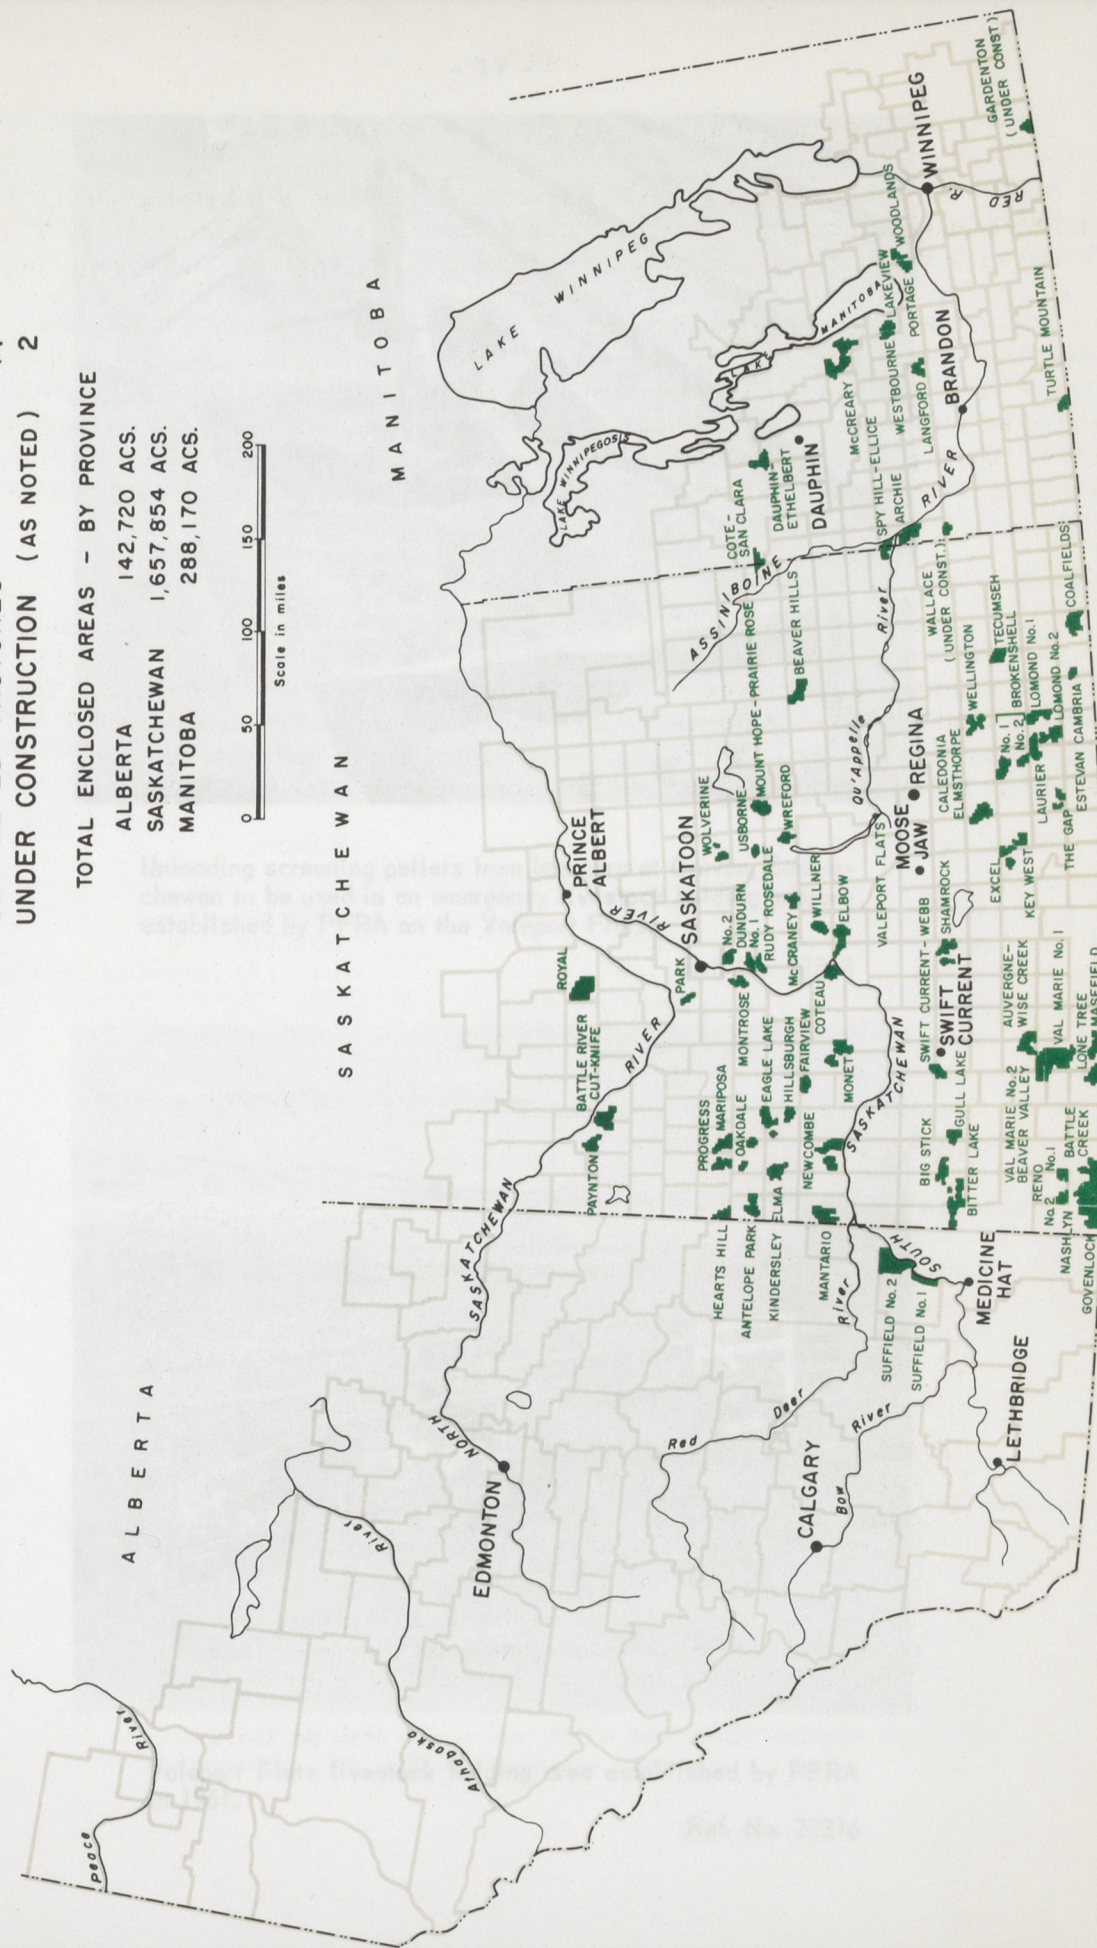 UNDER CONSTRUCTION (AS NOTED) 2
TOTAL ENCLOSED AREAS - BY PROVINCE
ALBERTA 142,720 ACS.
SASKATCHEWAN 1,657,854 ACS.
MANITOBA 288,170 ACS.
0 50 100 150 200
Scale in miles
ALBERTA
SASKATCHEWAN
MANITOBA
Peace
River
Athabasko
River
EDMONTON
NORTH
SASKATCHEWAN
RIVER
Red
Deer
River
CALGARY
Bow
River
LETHBRIDGE
MEDICINE
HAT
SOUTH
SASKATCHEWAN
RIVER
SUFFIELD No.2
SUFFIELD No.1
PRINCE
ALBERT
SASKATOON
ROYAL
BATTLE RIVER
CUT-KNIFE
PAYNTON
PARK
PROGRESS
MARIPOSA
OAKDALE
MONTROSE
EAGLE LAKE
HILLSBURGH
FAIRVIEW
COTEAU
NEWCOMBE
MONET
HEARTS HILL
ANTELOPE PARK
KINDERSLEY
ELMA
MANTARIO
WOLVERINE
USBORNE
MOUNT HOPE-PRAIRIE ROSE
WREFORD
No.2
DUNDURN
No.1
RUDY ROSEDALE
McCRANEY
WILLNER
ELBOW
VALEPORT FLATS
Qu'Appelle
River
MOOSE
JAW
REGINA
BIG STICK
GULL LAKE
BITTER LAKE
SWIFT CURRENT-WEBB
SWIFT
CURRENT
SHAMROCK
CALEDONIA
ELMSTHORPE
EXCEL
KEY WEST
AUVERGNE-
WISE CREEK
VAL MARIE No.1
VAL MARIE No.2
BEAVER VALLEY
LONE TREE
MASEFIELD
RENO
No.2
No.1
BATTLE
CREEK
NASHLYN
GOVENLOCK
WALLACE
(UNDER CONST.)
WELLINGTON
TECUMSEH
No.1
No.2
BROKENSHELL
LOMOND No.1
LOMOND No.2
LAURIER
THE GAP
ESTEVAN CAMBRIA
COALFIELDS
BEAVER HILLS
ASSINIBOINE
RIVER
COTE-
SAN CLARA
DAUPHIN-
ETHELBERT
DAUPHIN
SPY HILL-ELLICE
ARCHIE
McCREARY
WESTBOURNE
LAKEVIEW
LANGFORD
PORTAGE
WOODLANDS
BRANDON
TURTLE MOUNTAIN
WINNIPEG
RED
R.
GARDENTON
(UNDER CONST)
LAKE WINNIPEG
LAKE WINNIPEGOSIS
LAKE MANITOBA